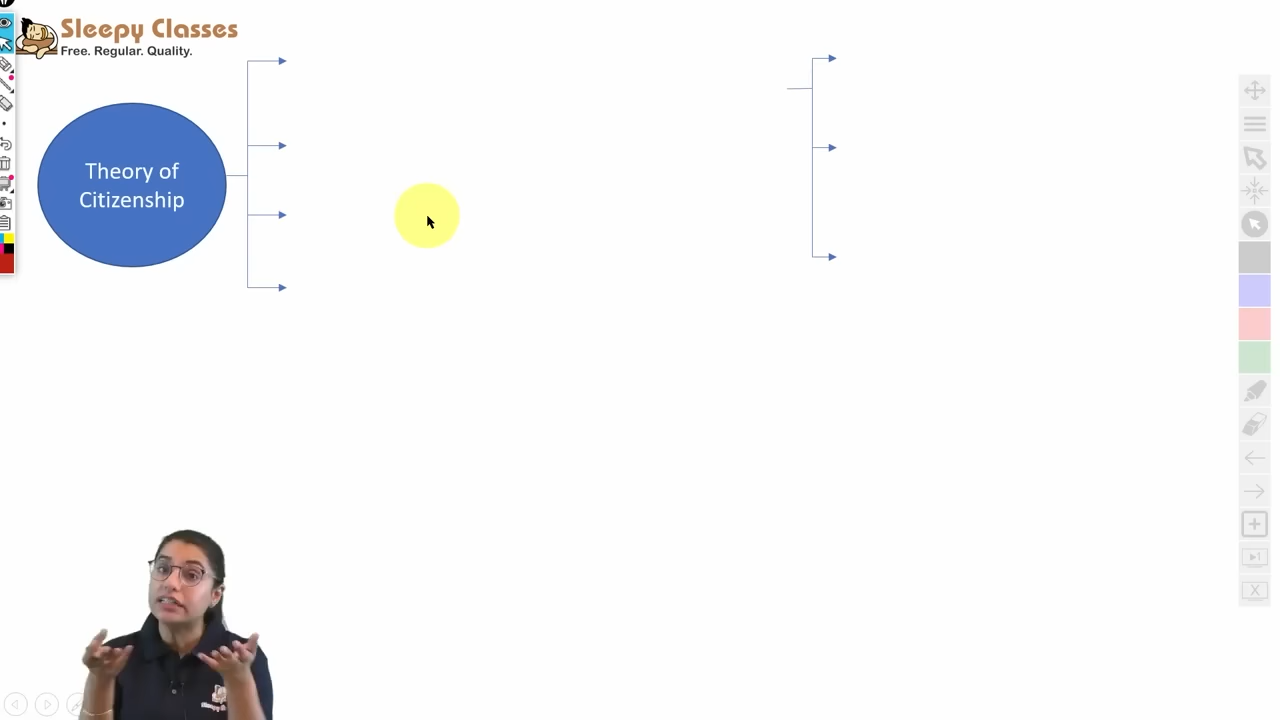 Sleepy Classes
Free. Regular. Quality.
Theory of
Citizenship